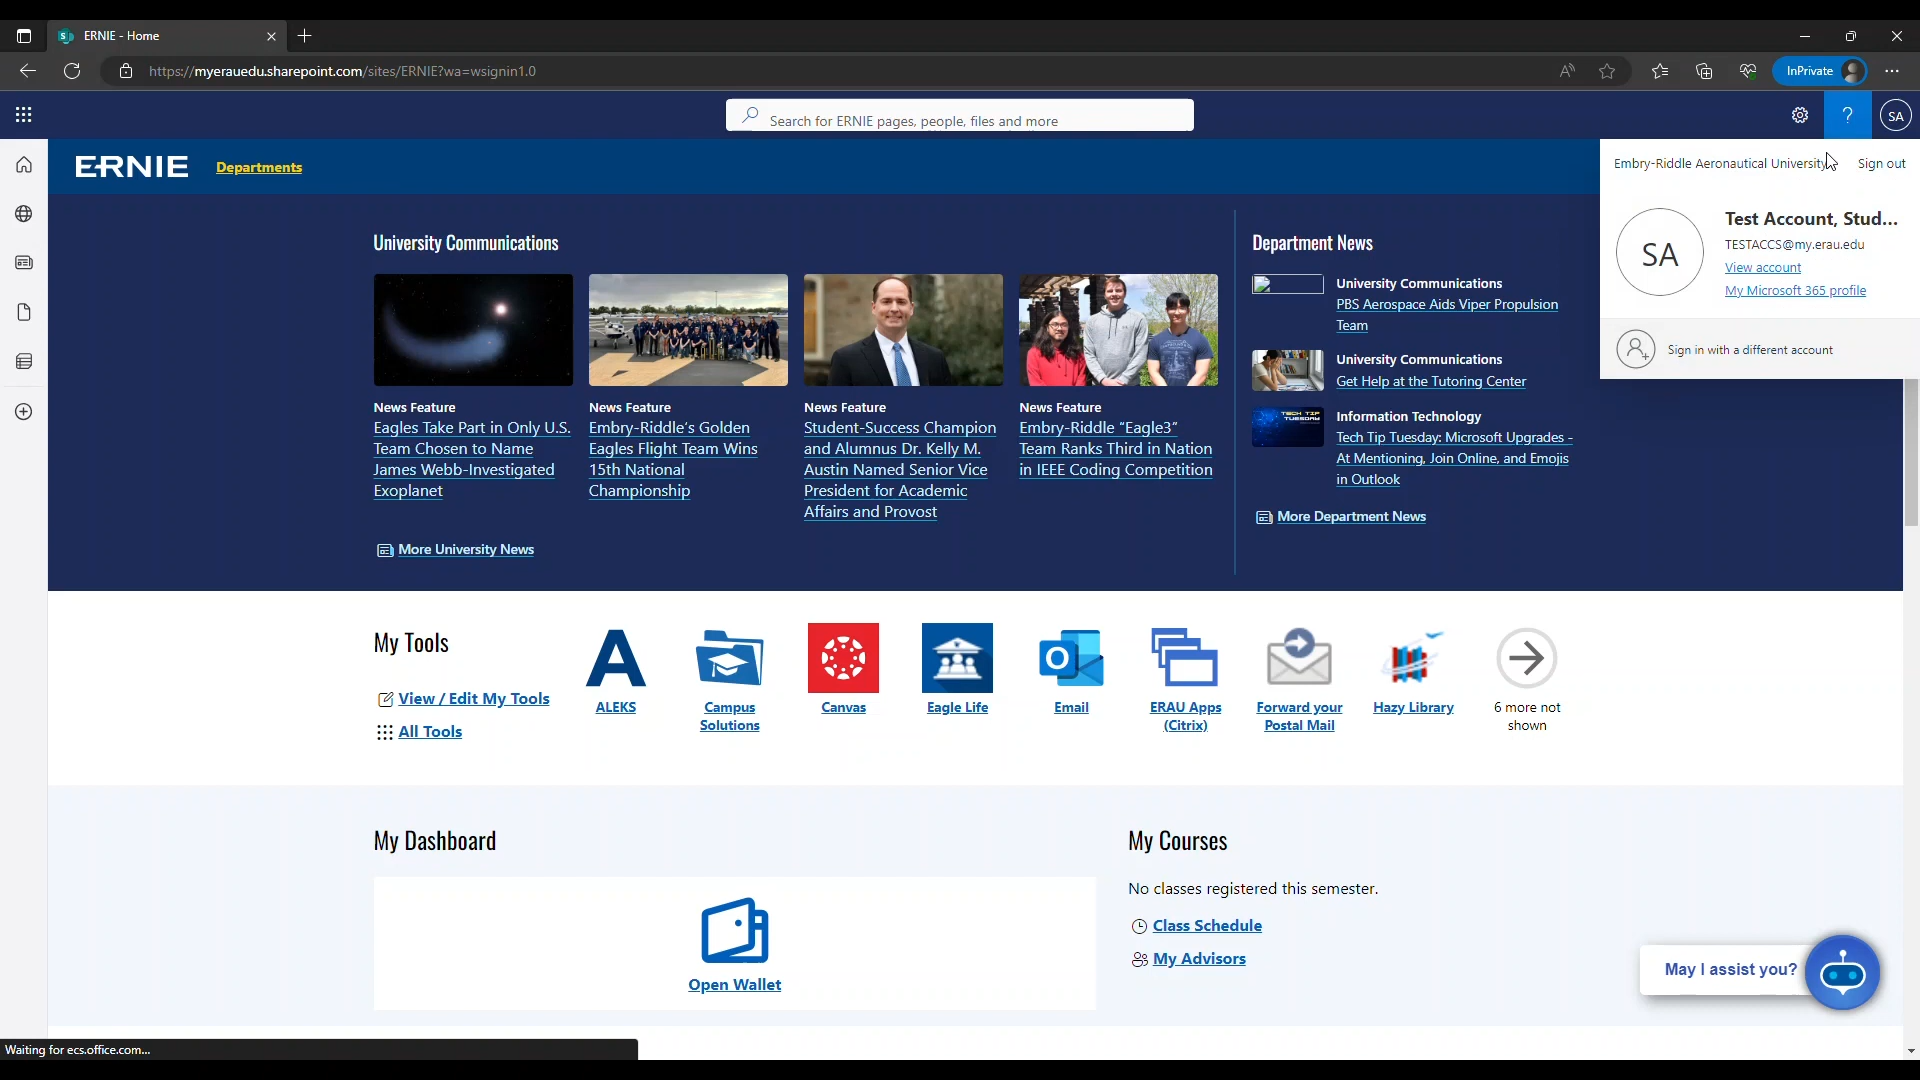 ERNIE - Home
https://myerauedu.sharepoint.com/sites/ERNIE?wa=wsignin1.0
InPrivate
Search for ERNIE pages, people, files and more
?
SA
ERNIE
Departments
Embry-Riddle Aeronautical University
Sign out
SA
Test Account, Stud...
TESTACCS@my.erau.edu
View account
My Microsoft 365 profile
Sign in with a different account
University Communications
News Feature
Eagles Take Part in Only U.S.
Team Chosen to Name
James Webb-Investigated
Exoplanet
News Feature
Embry-Riddle's Golden
Eagles Flight Team Wins
15th National
Championship
News Feature
Student-Success Champion
and Alumnus Dr. Kelly M.
Austin Named Senior Vice
President for Academic
Affairs and Provost
News Feature
Embry-Riddle “Eagle3”
Team Ranks Third in Nation
in IEEE Coding Competition
More University News
Department News
University Communications
PBS Aerospace Aids Viper Propulsion
Team
University Communications
Get Help at the Tutoring Center
TECH TIP
TUESDAY
Information Technology
Tech Tip Tuesday: Microsoft Upgrades -
At Mentioning, Join Online, and Emojis
in Outlook
More Department News
My Tools
View / Edit My Tools
All Tools
ALEKS
Campus
Solutions
Canvas
Eagle Life
Email
ERAU Apps
(Citrix)
Forward your
Postal Mail
Hazy Library
6 more not
shown
My Dashboard
Open Wallet
My Courses
No classes registered this semester.
Class Schedule
My Advisors
May I assist you?
Waiting for ecs.office.com...